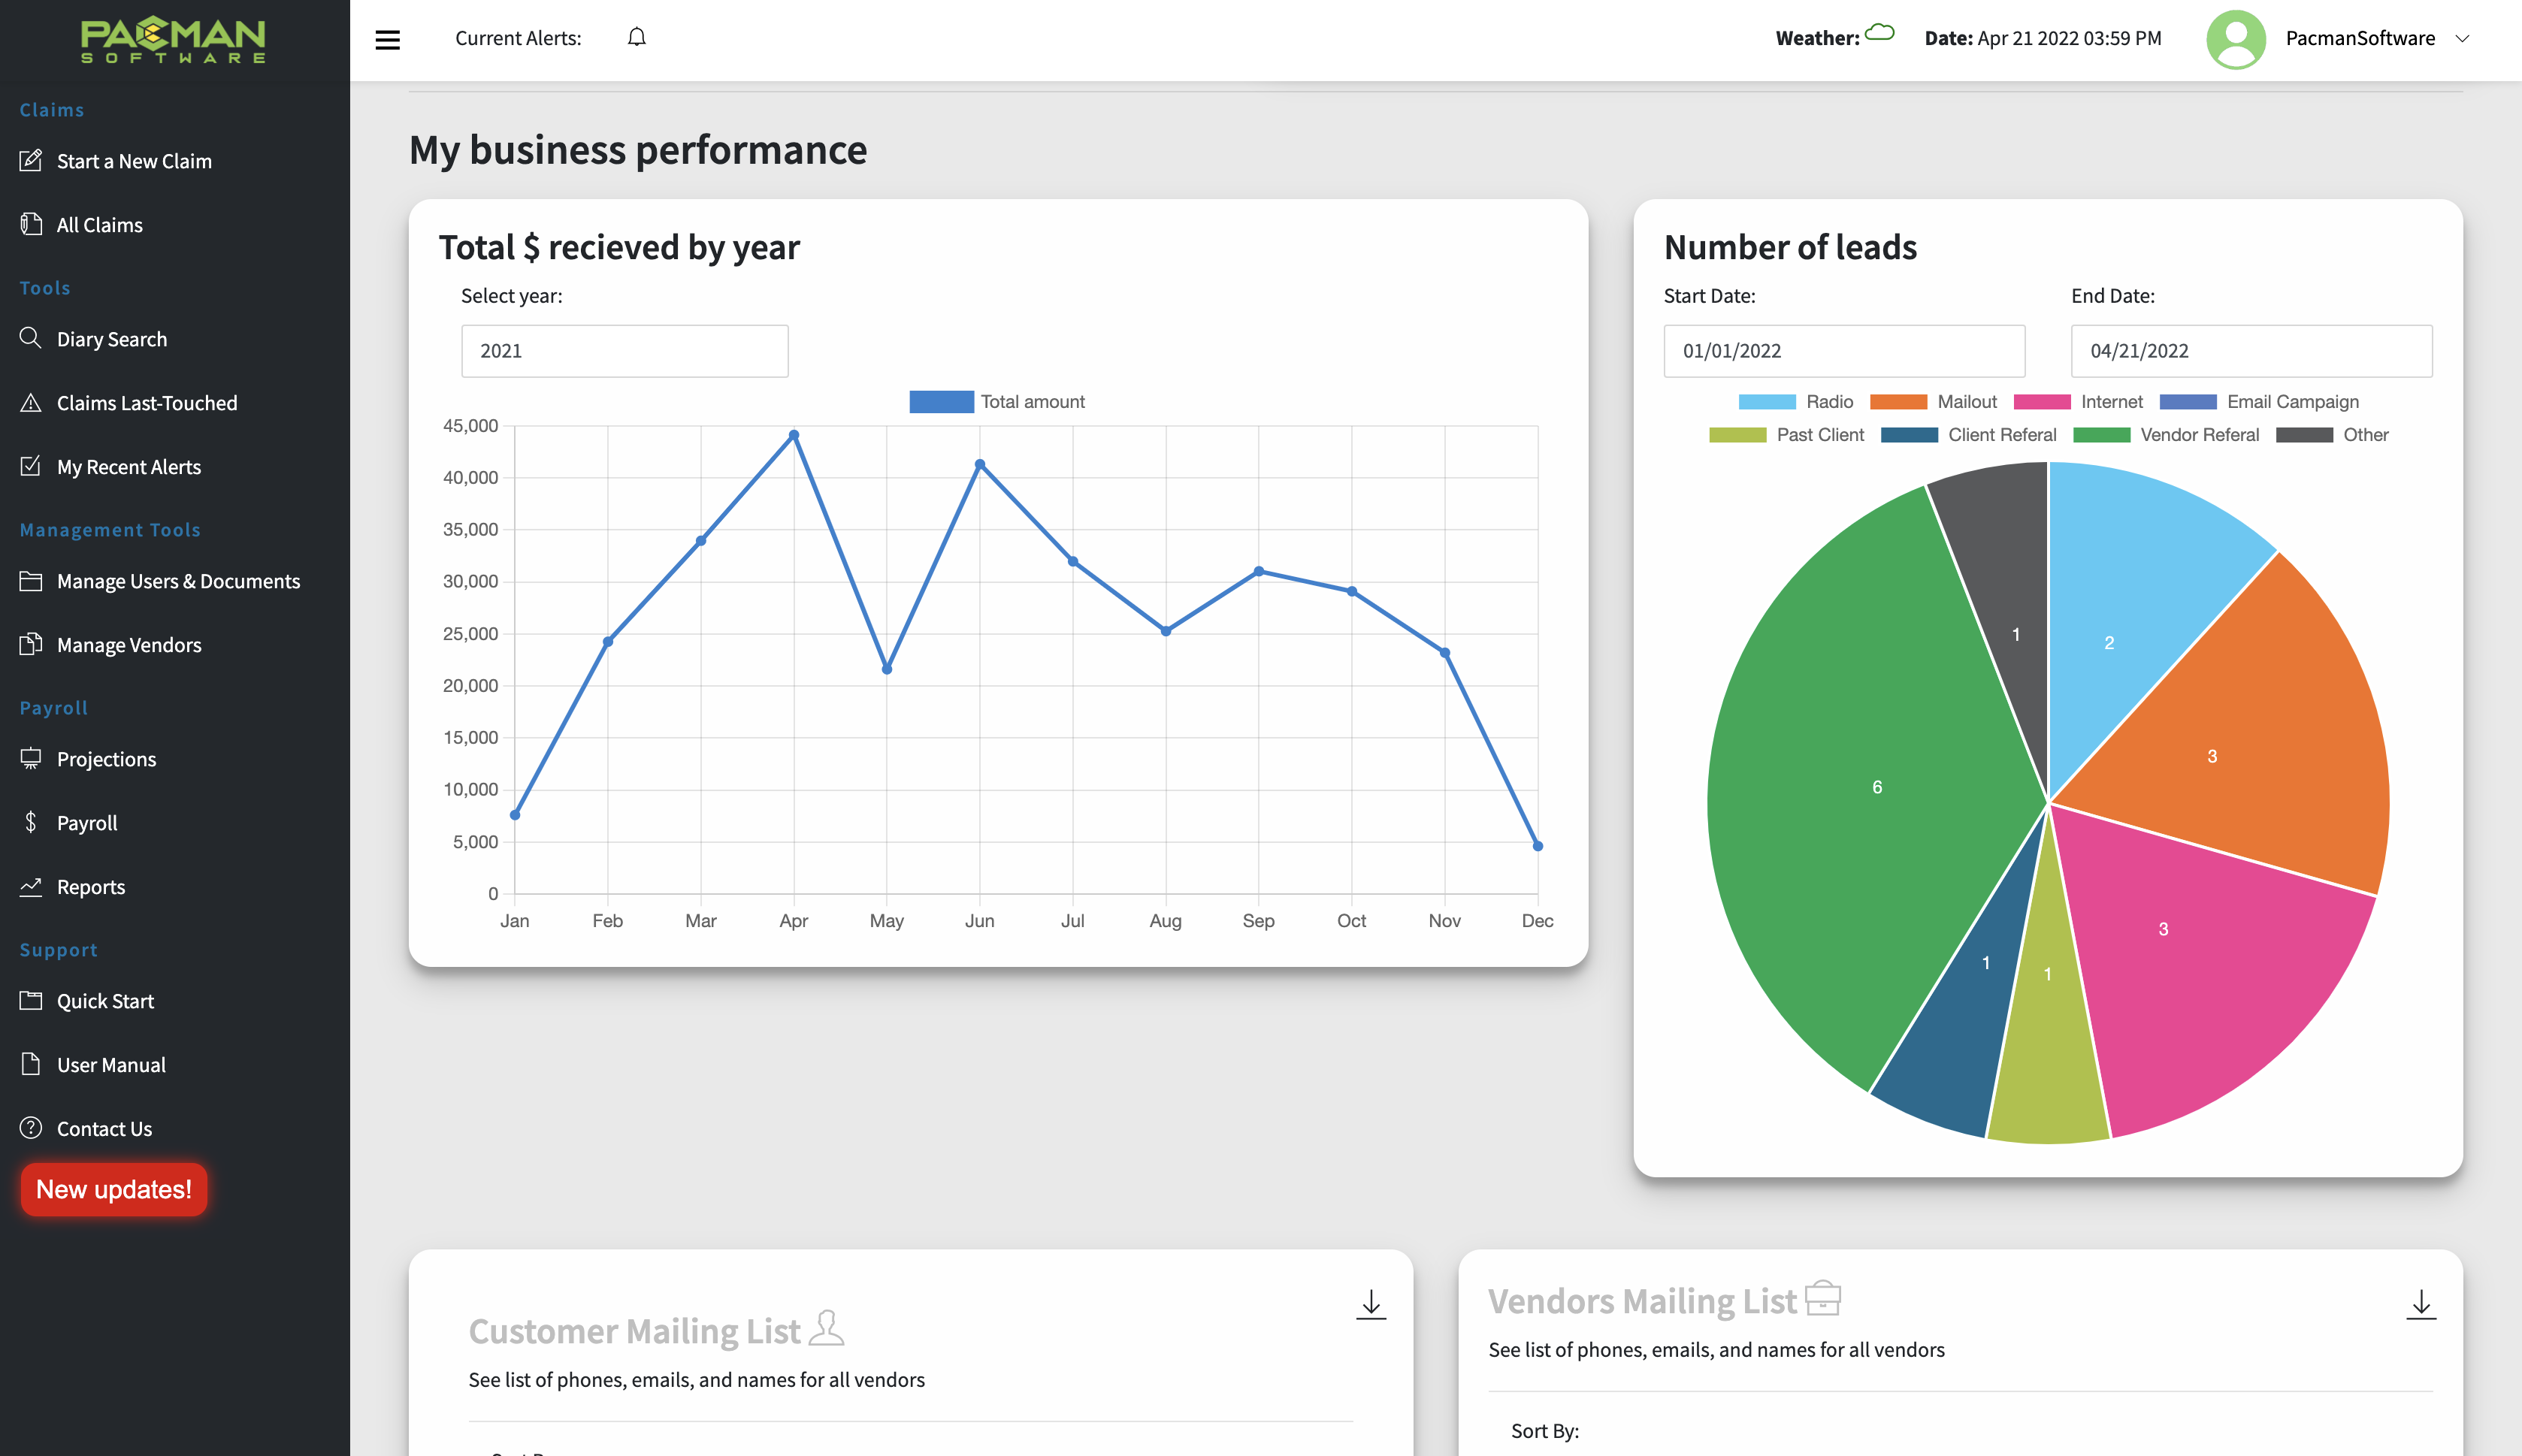 PACMAN
SOFTWARE
Current Alerts:
Weather:
Date: Apr 21 2022 03:59 PM
PacmanSoftware
Claims
Start a New Claim
All Claims
Tools
Diary Search
Claims Last-Touched
My Recent Alerts
Management Tools
Manage Users & Documents
Manage Vendors
Payroll
Projections
$ Payroll
Reports
Support
Quick Start
User Manual
? Contact Us
New updates!
My business performance
Total $ recieved by year
Select year:
2021
Total amount
45,000
40,000
35,000
30,000
25,000
20,000
15,000
10,000
5,000
0
Jan Feb Mar Apr May Jun Jul Aug Sep Oct Nov Dec
Number of leads
Start Date:
End Date:
01/01/2022
04/21/2022
Radio Mailout Internet Email Campaign
Past Client Client Referal Vendor Referal Other
1
2
3
6
3
1
1
Customer Mailing List
See list of phones, emails, and names for all vendors
Vendors Mailing List
See list of phones, emails, and names for all vendors
Sort By: